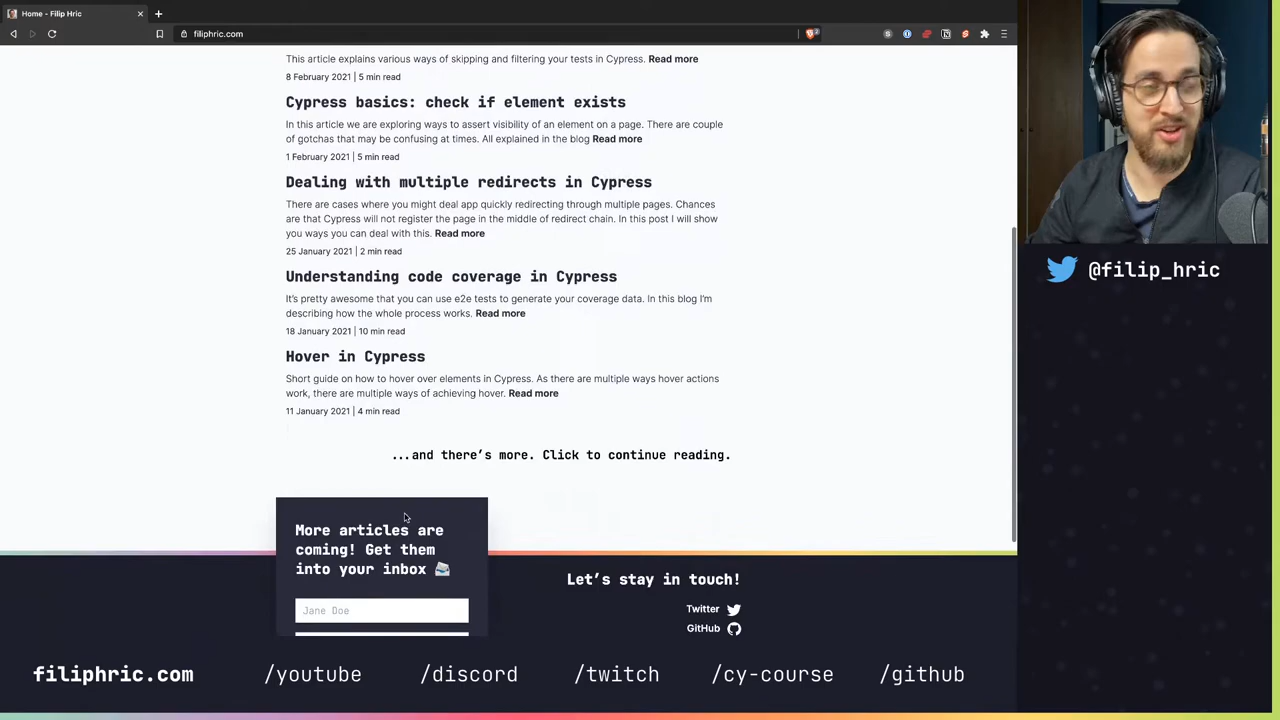 Home - Filip Hric
filiphric.com
2
This article explains various ways of skipping and filtering your tests in Cypress. Read more
8 February 2021 | 5 min read
Cypress basics: check if element exists
In this article we are exploring ways to assert visibility of an element on a page. There are couple
of gotchas that may be confusing at times. All explained in the blog Read more
1 February 2021 | 5 min read
Dealing with multiple redirects in Cypress
There are cases where you might deal app quickly redirecting through multiple pages. Chances
are that Cypress will not register the page in the middle of redirect chain. In this post I will show
you ways you can deal with this. Read more
25 January 2021 | 2 min read
Understanding code coverage in Cypress
It's pretty awesome that you can use e2e tests to generate your coverage data. In this blog I'm
describing how the whole process works. Read more
18 January 2021 | 10 min read
Hover in Cypress
Short guide on how to hover over elements in Cypress. As there are multiple ways hover actions
work, there are multiple ways of achieving hover. Read more
11 January 2021 | 4 min read
...and there's more. Click to continue reading.
More articles are
coming! Get them
into your inbox
Jane Doe
Let's stay in touch!
Twitter
GitHub
filiphric.com /youtube /discord /twitch /cy-course /github
@filip_hric